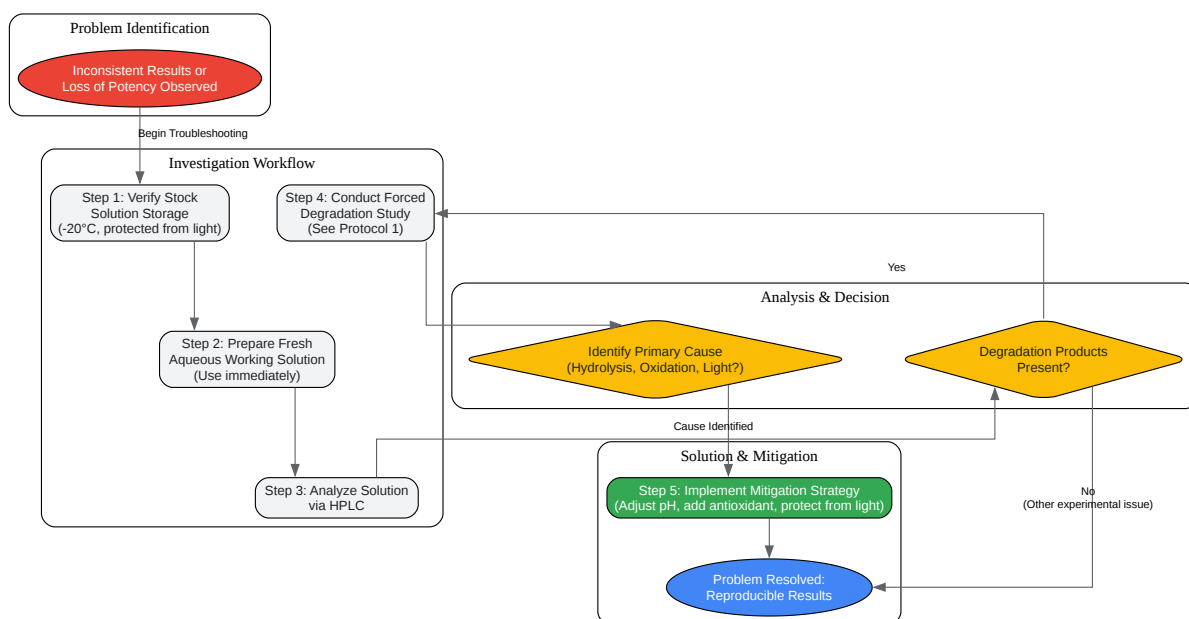 Problem Identification
Inconsistent Results or
Loss of Potency Observed
Begin Troubleshooting
Investigation Workflow
Step 1: Verify Stock
Solution Storage
(-20°C, protected from light)
Step 4: Conduct Forced
Degradation Study
(See Protocol 1)
Yes
Analysis & Decision
Step 2: Prepare Fresh
Aqueous Working Solution
(Use immediately)
Identify Primary Cause
(Hydrolysis, Oxidation, Light?)
Degradation Products
Present?
Cause Identified
Solution & Mitigation
Step 3: Analyze Solution
via HPLC
Step 5: Implement Mitigation Strategy
(Adjust pH, add antioxidant, protect from light)
No
(Other experimental issue)
Problem Resolved:
Reproducible Results